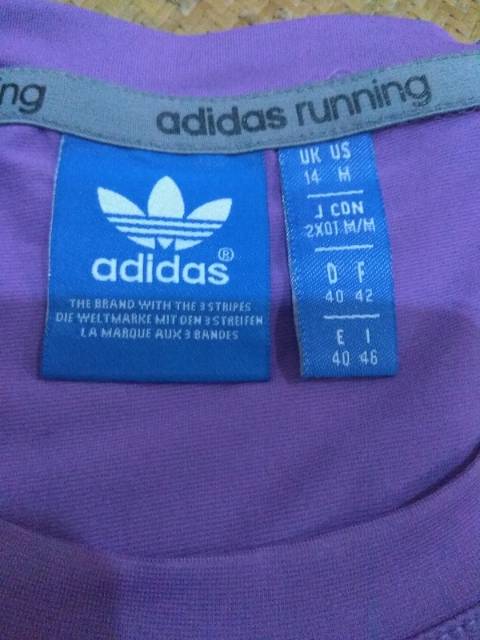 ng
adidas running
adidas®
THE BRAND WITH THE 3 STRIPES
DIE WELTMARKE MIT DEN 3 STREIFEN
LA MARQUE AUX 3 BANDES
UK US
14 M
J CDN
2XOT M/M
D F
40 42
E I
40 46